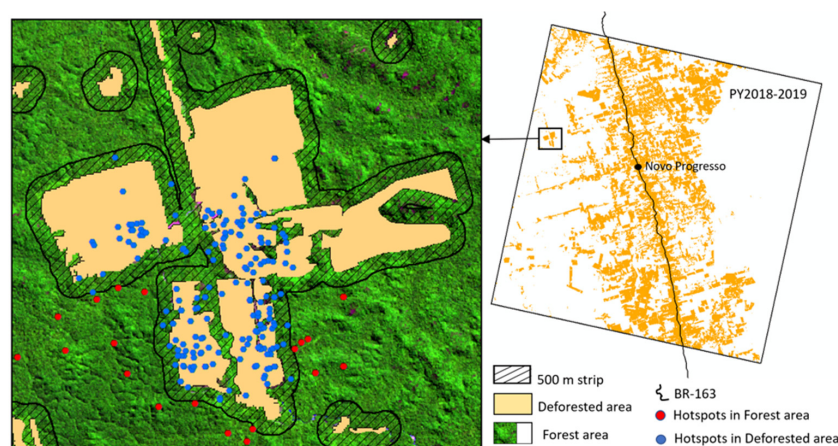 PY2018-2019
Novo Progresso
500 m strip
Deforested area
Forest area
BR-163
Hotspots in Forest area
Hotspots in Deforested area